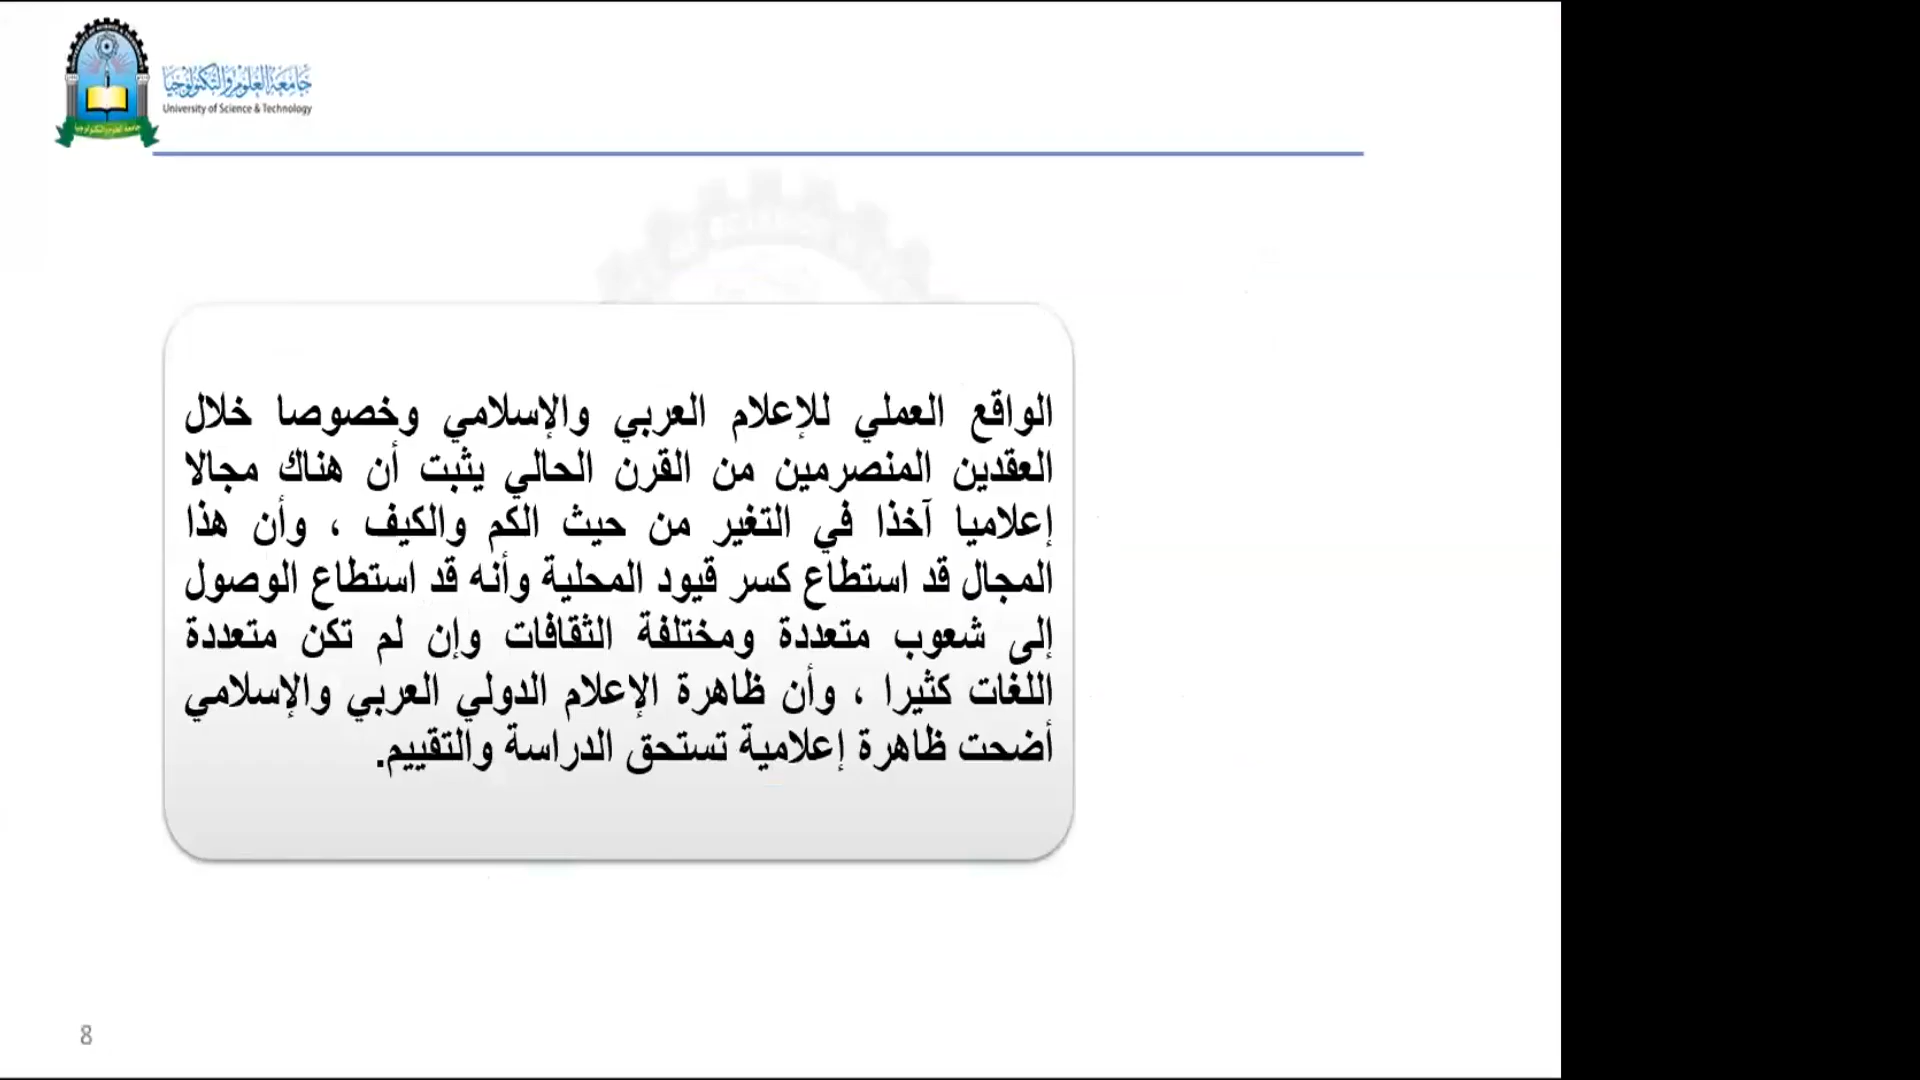 جامعة العلوم والتكنولوجيا
University of Science & Technology
جامعة العلوم والتكنولوجيا
الواقع العملي للإعلام العربي والإسلامي وخصوصا خلال
العقدين المنصرمين من القرن الحالي يثبت أن هناك مجالا
إعلاميا آخذا في التغير من حيث الكم والكيف ، وأن هذا
المجال قد استطاع كسر قيود المحلية وأنه قد استطاع الوصول
إلى شعوب متعددة ومختلفة الثقافات وإن لم تكن متعددة
اللغات كثيرا ، وأن ظاهرة الإعلام الدولي العربي والإسلامي
أضحت ظاهرة إعلامية تستحق الدراسة والتقييم.
8